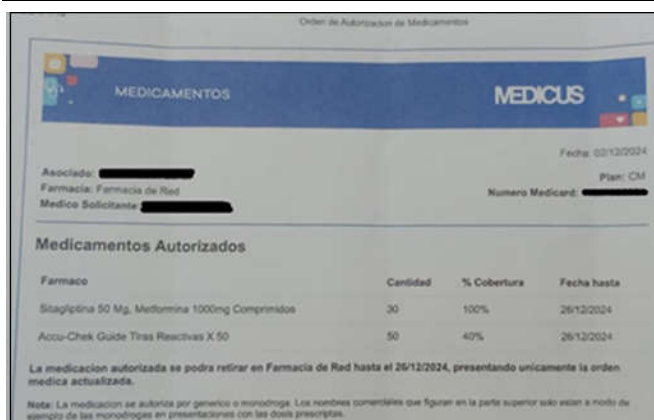 Orden de Autorizacion de Medicamentos
MEDICAMENTOS
MEDICUS
Fecha: 02/12/2024
Asociado:
Plan: CM
Farmacia: Farmacia de Red
Numero Medicard:
Medico Solicitante:
Medicamentos Autorizados
Farmaco Cantidad % Cobertura Fecha hasta
Sitagliptina 50 Mg, Metformina 1000mg Comprimidos 30 100% 26/12/2024
Accu-Chek Guide Tiras Reactivas X 50 50 40% 26/12/2024
La medicacion autorizada se podra retirar en Farmacia de Red hasta el 26/12/2024, presentando unicamente la orden
medica actualizada.
Nota: La medicacion se autoriza por generico o monodroga. Los nombres comerciales que figuran en la parte superior solo estan a modo de
ejemplo de las monodrogas en presentaciones con las dosis prescriptas.